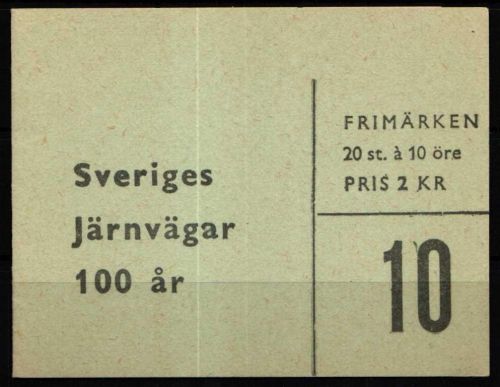 Sveriges
Järnvägar
100 år
FRIMÄRKEN
20 st. à 10 öre
PRIS 2 KR
10